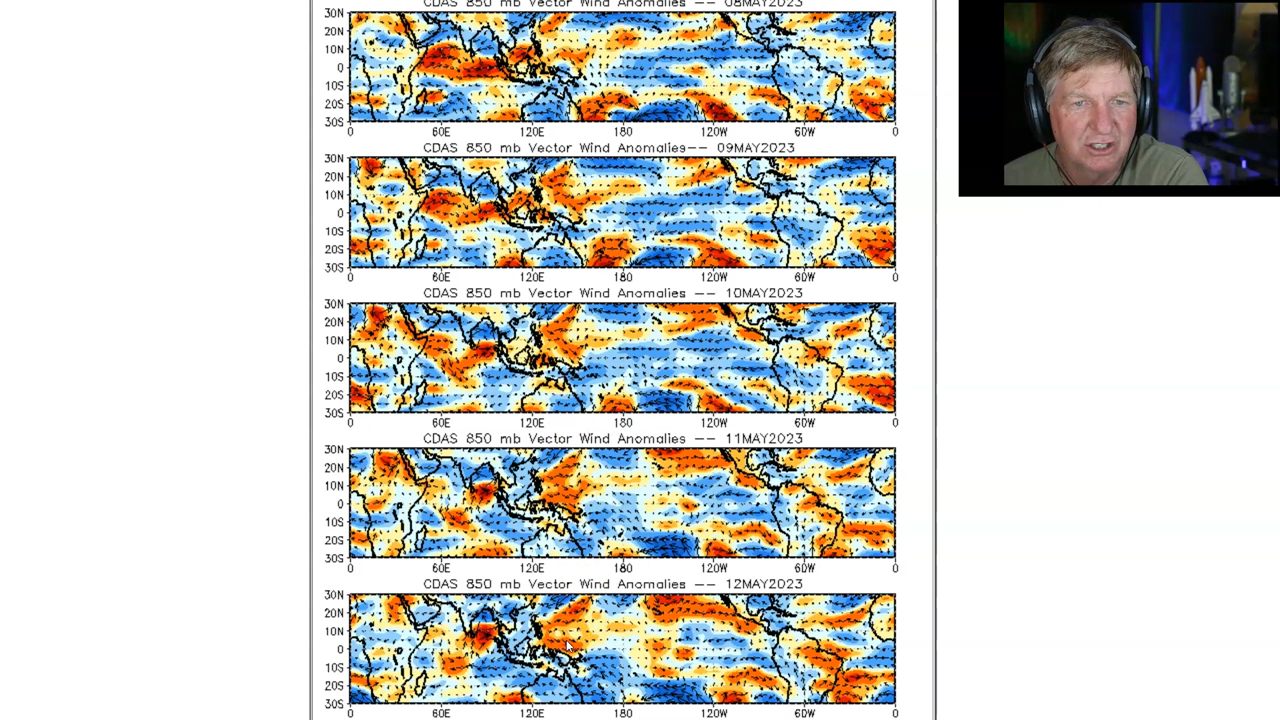 CDAS 850 mb Vector Wind Anomalies -- 08MAY2023
30N
20N
10N
0
10S
20S
30S
0 60E 120E 180 120W 60W 0
CDAS 850 mb Vector Wind Anomalies-- 09MAY2023
30N
20N
10N
0
10S
20S
30S
0 60E 120E 180 120W 60W 0
CDAS 850 mb Vector Wind Anomalies -- 10MAY2023
30N
20N
10N
0
10S
20S
30S
0 60E 120E 180 120W 60W 0
CDAS 850 mb Vector Wind Anomalies -- 11MAY2023
30N
20N
10N
0
10S
20S
30S
0 60E 120E 180 120W 60W 0
CDAS 850 mb Vector Wind Anomalies -- 12MAY2023
30N
20N
10N
0
10S
20S
30S
0 60E 120E 180 120W 60W 0